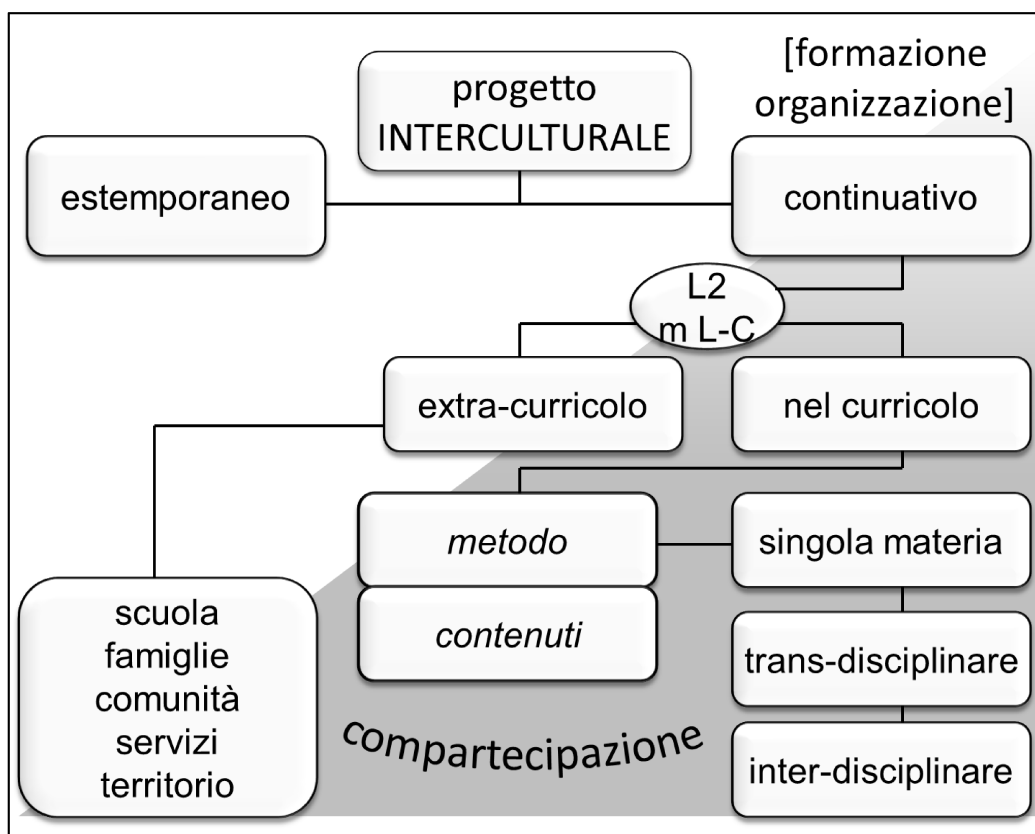 progetto
INTERCULTURALE
[formazione
organizzazione]
estemporaneo
continuativo
L2
m L-C
extra-curricolo
nel curricolo
metodo
singola materia
contenuti
trans-disciplinare
inter-disciplinare
scuola
famiglie
comunità
servizi
territorio
compartecipazione